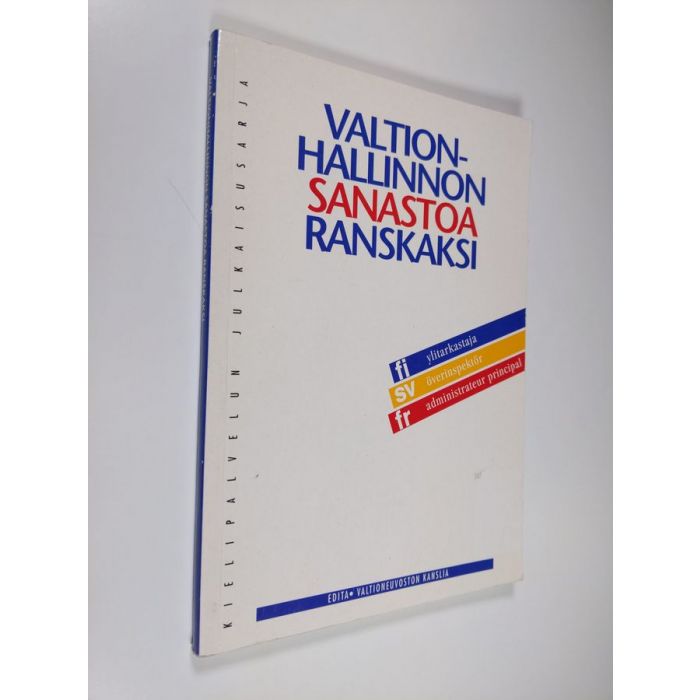 VALTION-
HALLINNON
SANASTOA
RANSKAKSI
fi ylitarkastaja
sv överinspektör
fr administrateur principal
KIELIPALVELUN JULKAISUSARJA
EDITA • VALTIONEUVOSTON KANSLIA